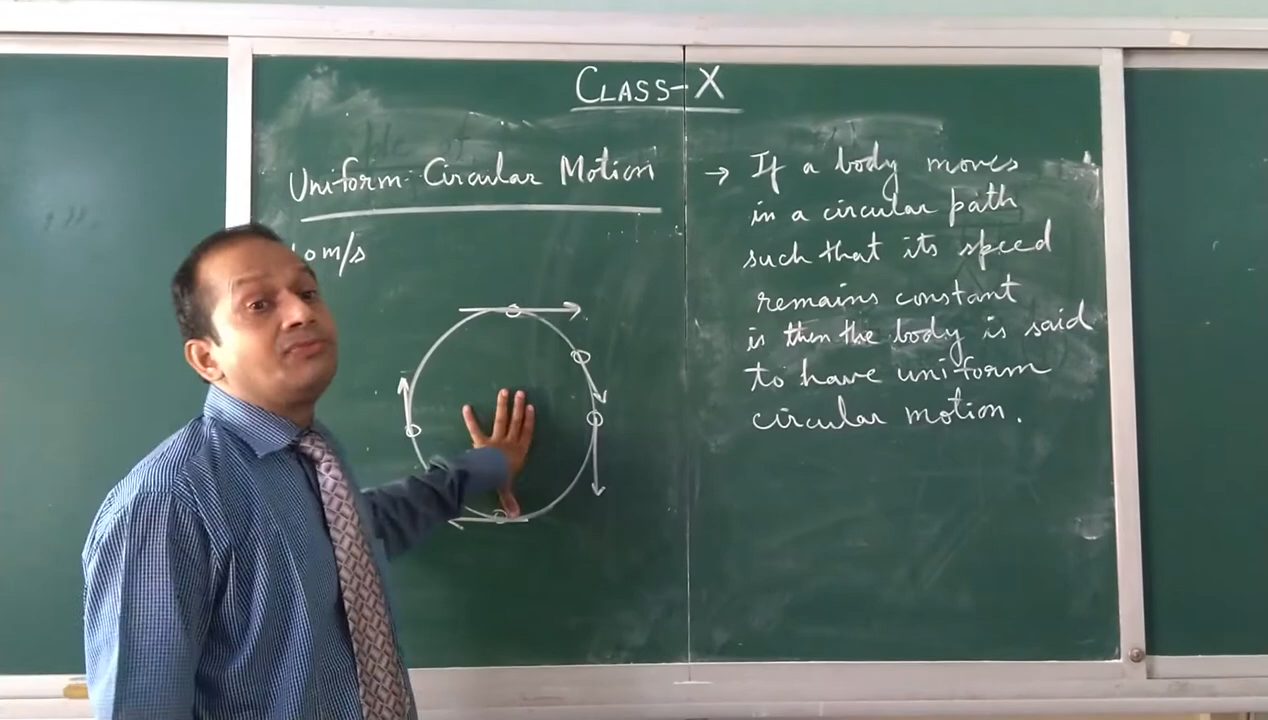 CLASS-X
Uniform Circular Motion
10 m/s
→ If a body moves
in a circular path
such that its speed
remains constant
is then the body is said
to have uniform
circular motion.